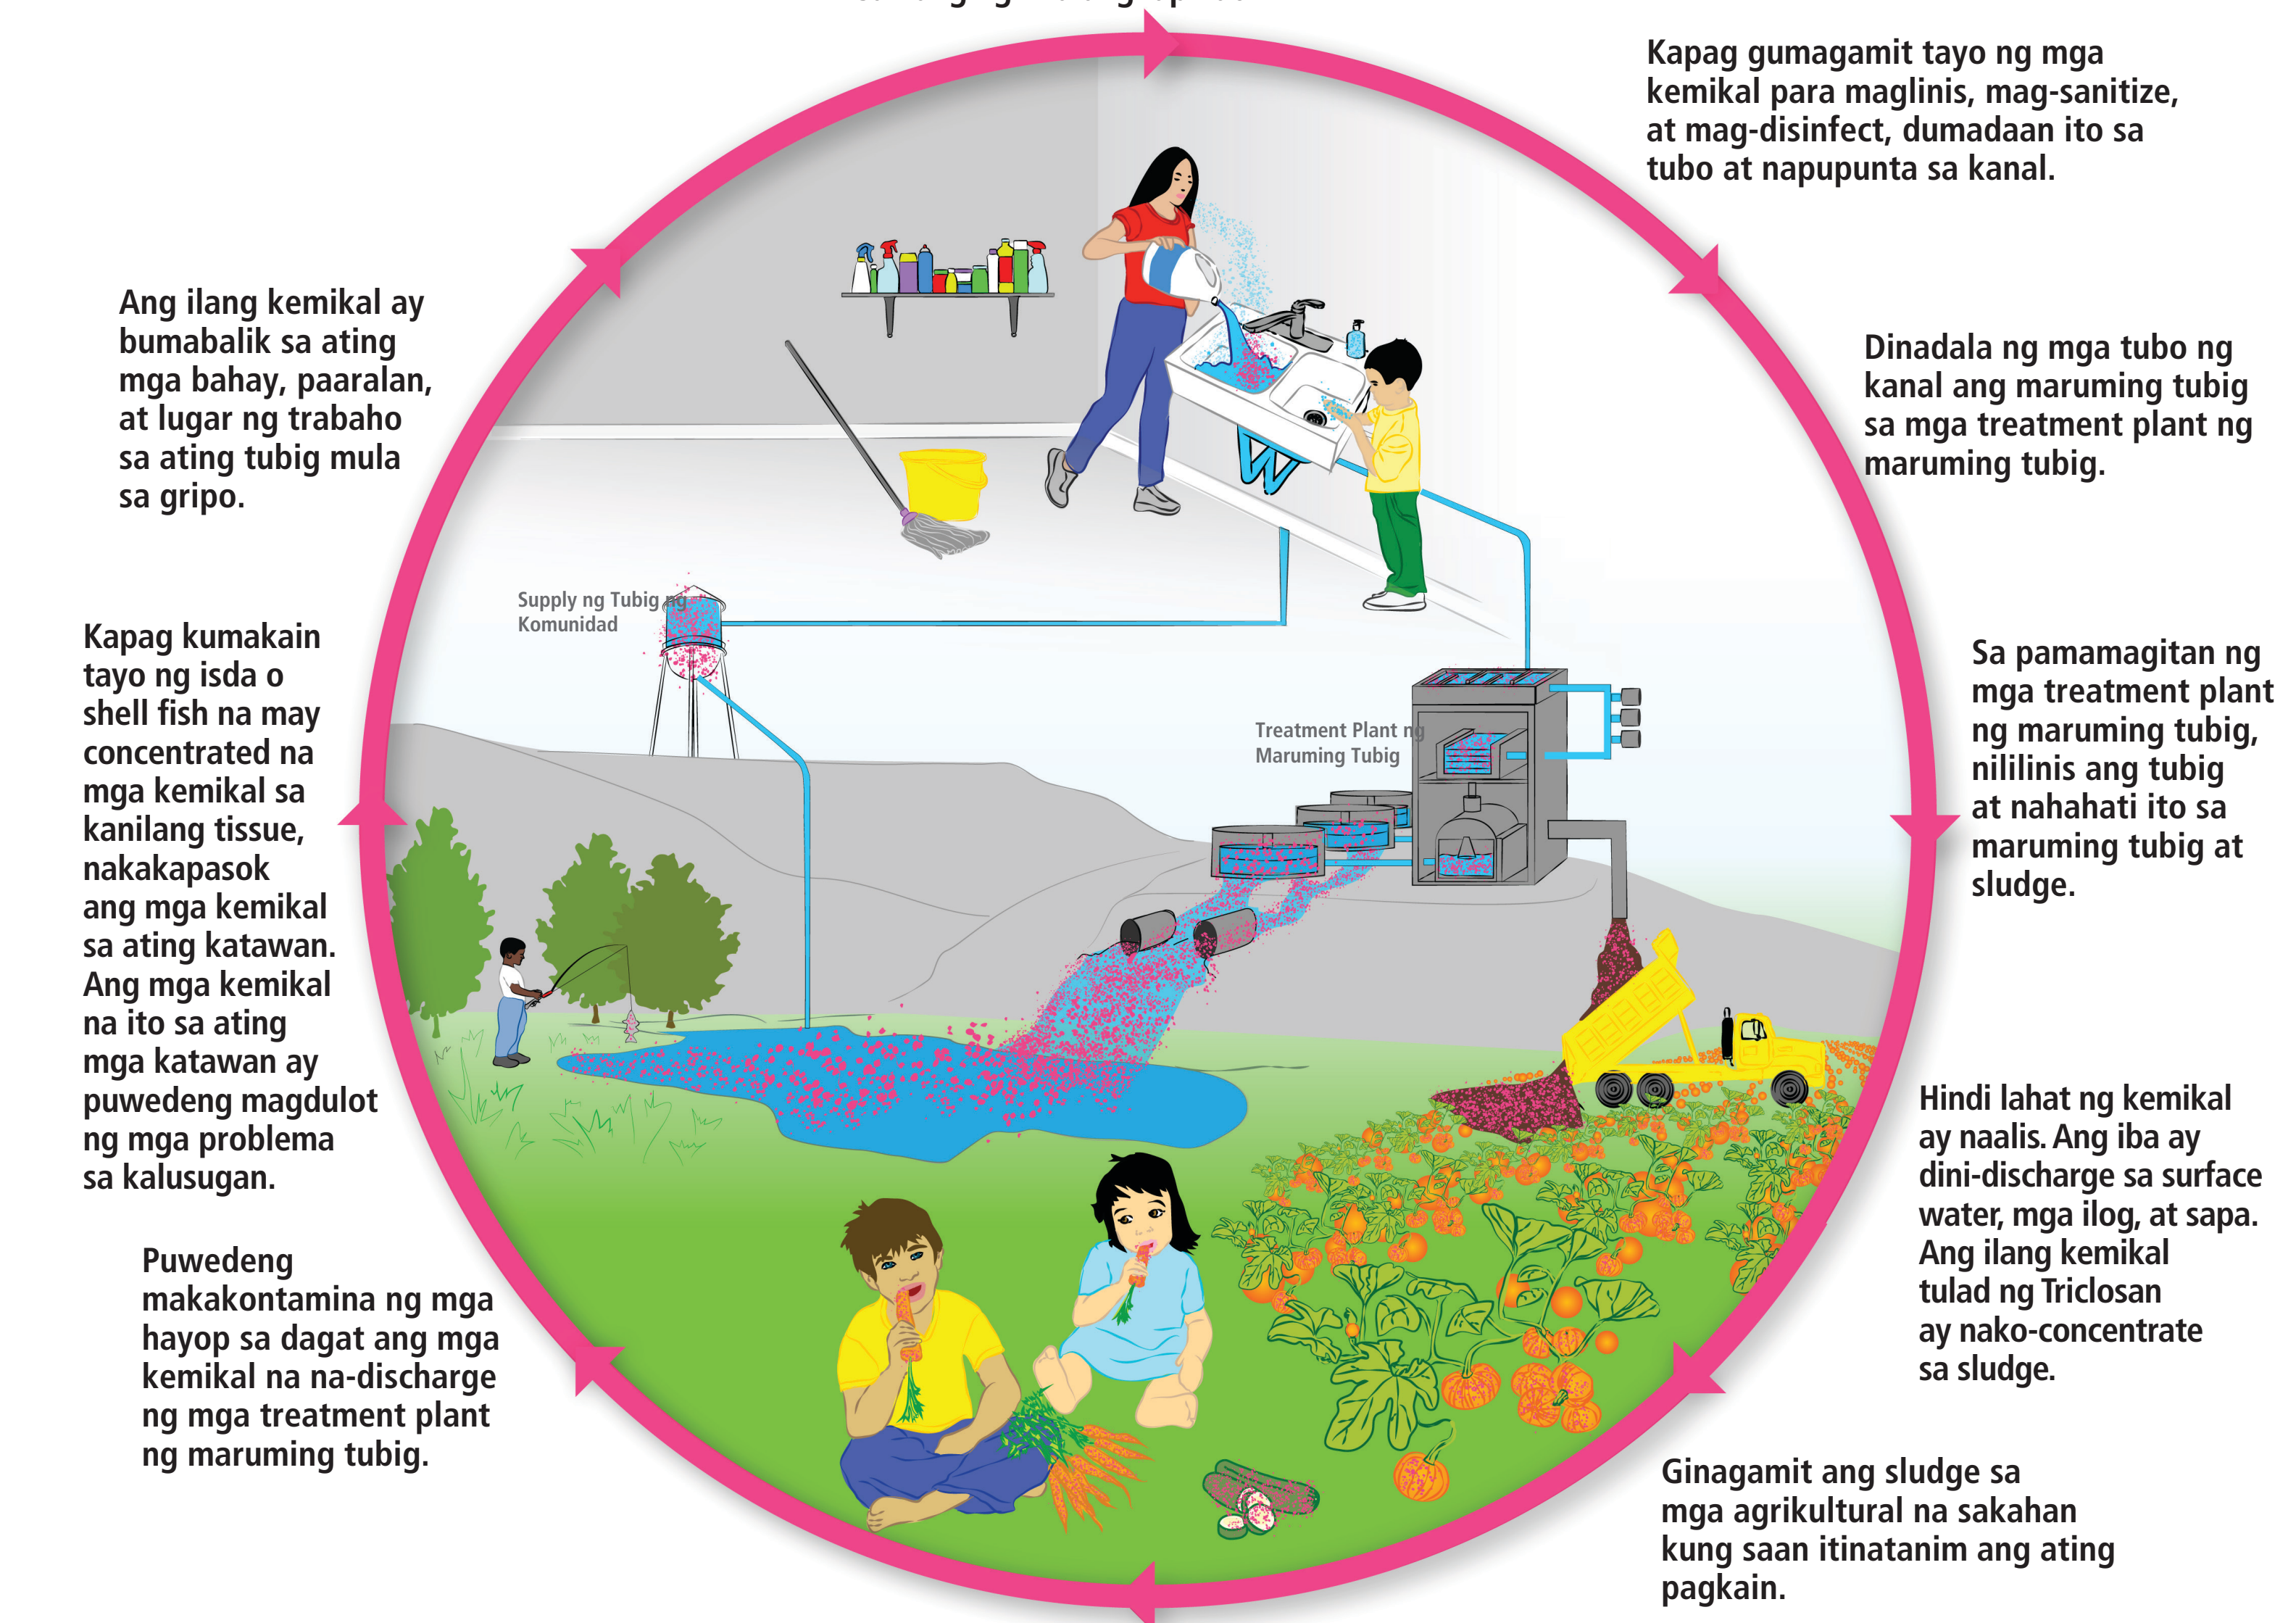 Kapag gumagamit tayo ng mga
kemikal para maglinis, mag-sanitize,
at mag-disinfect, dumadaan ito sa
tubo at napupunta sa kanal.
Dinadala ng mga tubo ng
kanal ang maruming tubig
sa mga treatment plant ng
maruming tubig.
Sa pamamagitan ng
mga treatment plant
ng maruming tubig,
nililinis ang tubig
at nahahati ito sa
maruming tubig at
sludge.
Hindi lahat ng kemikal
ay naalis. Ang iba ay
dini-discharge sa surface
water, mga ilog, at sapa.
Ang ilang kemikal
tulad ng Triclosan
ay nako-concentrate
sa sludge.
Ginagamit ang sludge sa
mga agrikultural na sakahan
kung saan itinatanim ang ating
pagkain.
Puwedeng
makakontamina ng mga
hayop sa dagat ang mga
kemikal na na-discharge
ng mga treatment plant
ng maruming tubig.
Kapag kumakain
tayo ng isda o
shell fish na may
concentrated na
mga kemikal sa
kanilang tissue,
nakakapasok
ang mga kemikal
sa ating katawan.
Ang mga kemikal
na ito sa ating
mga katawan ay
puwedeng magdulot
ng mga problema
sa kalusugan.
Ang ilang kemikal ay
bumabalik sa ating
mga bahay, paaralan,
at lugar ng trabaho
sa ating tubig mula
sa gripo.
Supply ng Tubig ng
Komunidad
Treatment Plant ng
Maruming Tubig